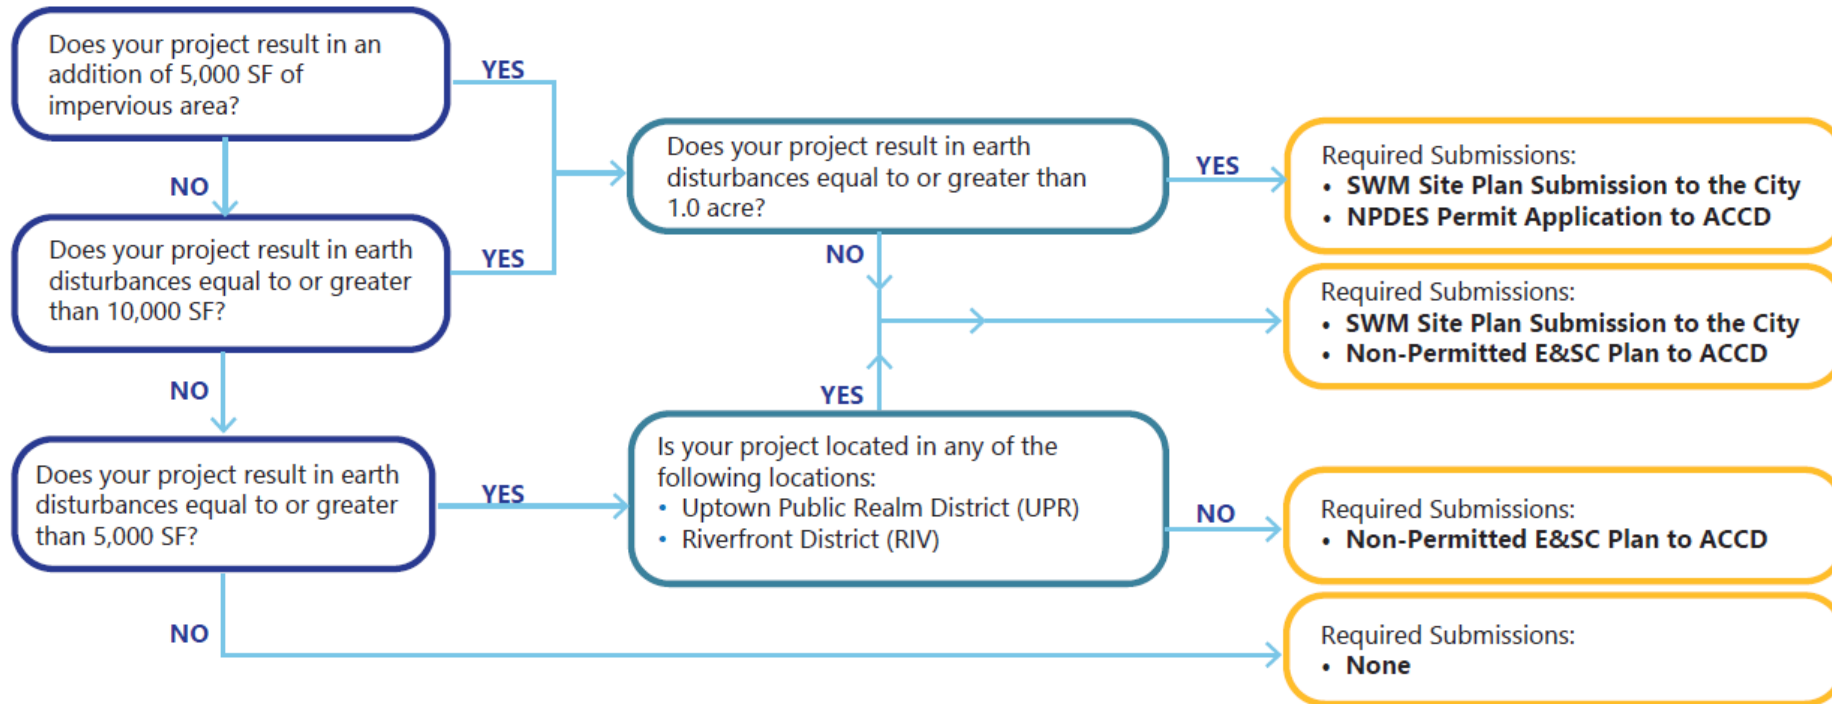 Does your project result in an
addition of 5,000 SF of
impervious area?
YES
NO
Does your project result in earth
disturbances equal to or greater
than 10,000 SF?
YES
NO
Does your project result in earth
disturbances equal to or greater
than 5,000 SF?
YES
NO
Does your project result in earth
disturbances equal to or greater than
1.0 acre?
YES
NO
YES
Is your project located in any of the
following locations:
• Uptown Public Realm District (UPR)
• Riverfront District (RIV)
NO
Required Submissions:
• SWM Site Plan Submission to the City
• NPDES Permit Application to ACCD
Required Submissions:
• SWM Site Plan Submission to the City
• Non-Permitted E&SC Plan to ACCD
Required Submissions:
• Non-Permitted E&SC Plan to ACCD
Required Submissions:
• None